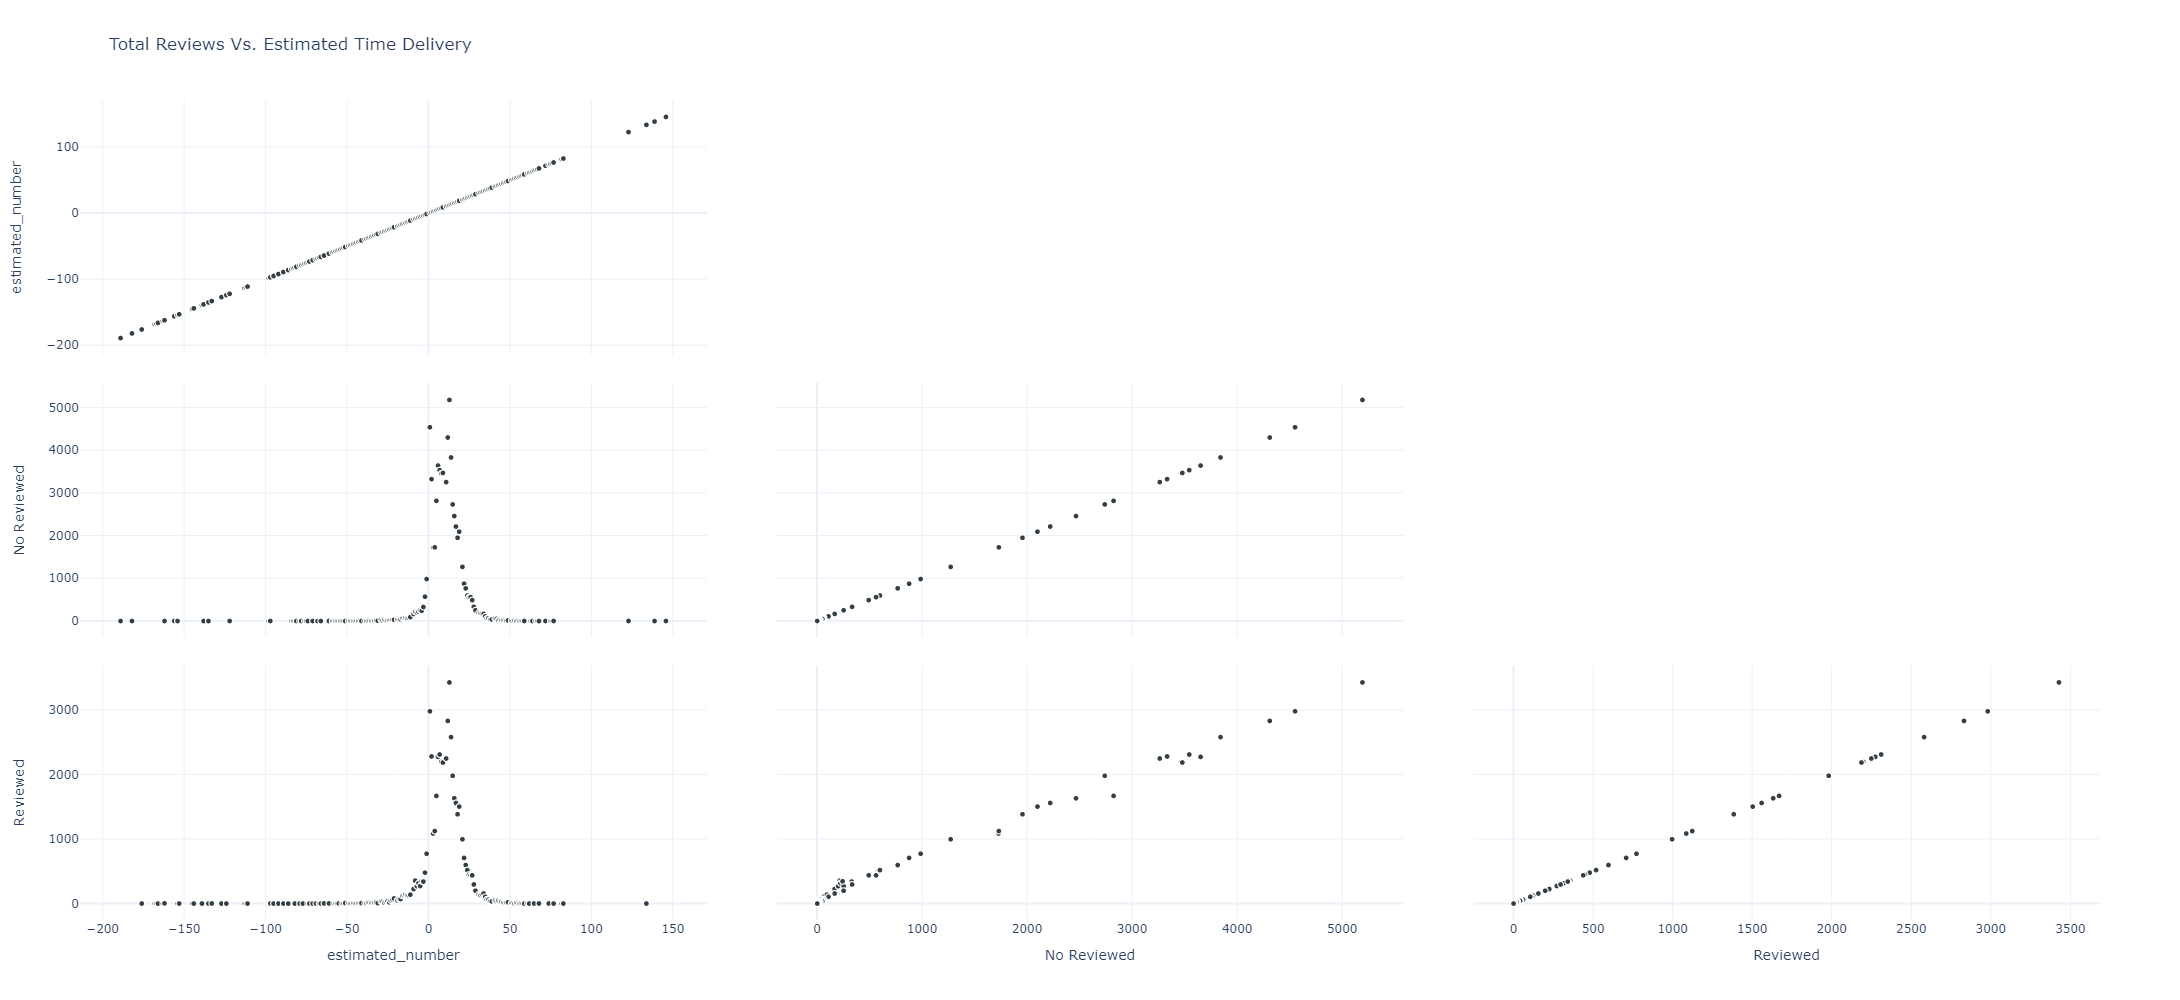 Total Reviews Vs. Estimated Time Delivery
100
0
−100
−200
estimated_number
5000
4000
3000
2000
1000
0
No Reviewed
3000
2000
1000
0
Reviewed
−200 −150 −100 −50 0 50 100 150
0 1000 2000 3000 4000 5000
0 500 1000 1500 2000 2500 3000 3500
estimated_number
No Reviewed
Reviewed